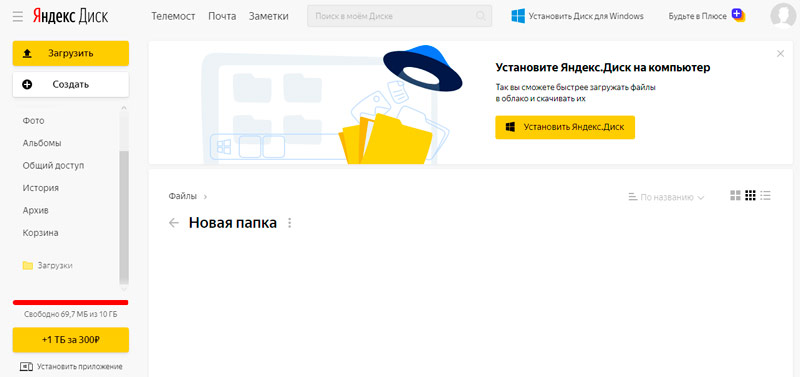 Яндекс Диск
Телемост Почта Заметки
Поиск в моём Диске
Установить Диск для Windows
Будьте в Плюсе
Загрузить
Создать
Фото
Альбомы
Общий доступ
История
Архив
Корзина
Загрузки
Свободно 69,7 МБ из 10 ГБ
+1 ТБ за 300₽
Установить приложение
Установите Яндекс.Диск на компьютер
Так вы сможете быстрее загружать файлы
в облако и скачивать их
Установить Яндекс.Диск
Файлы
По названию
Новая папка